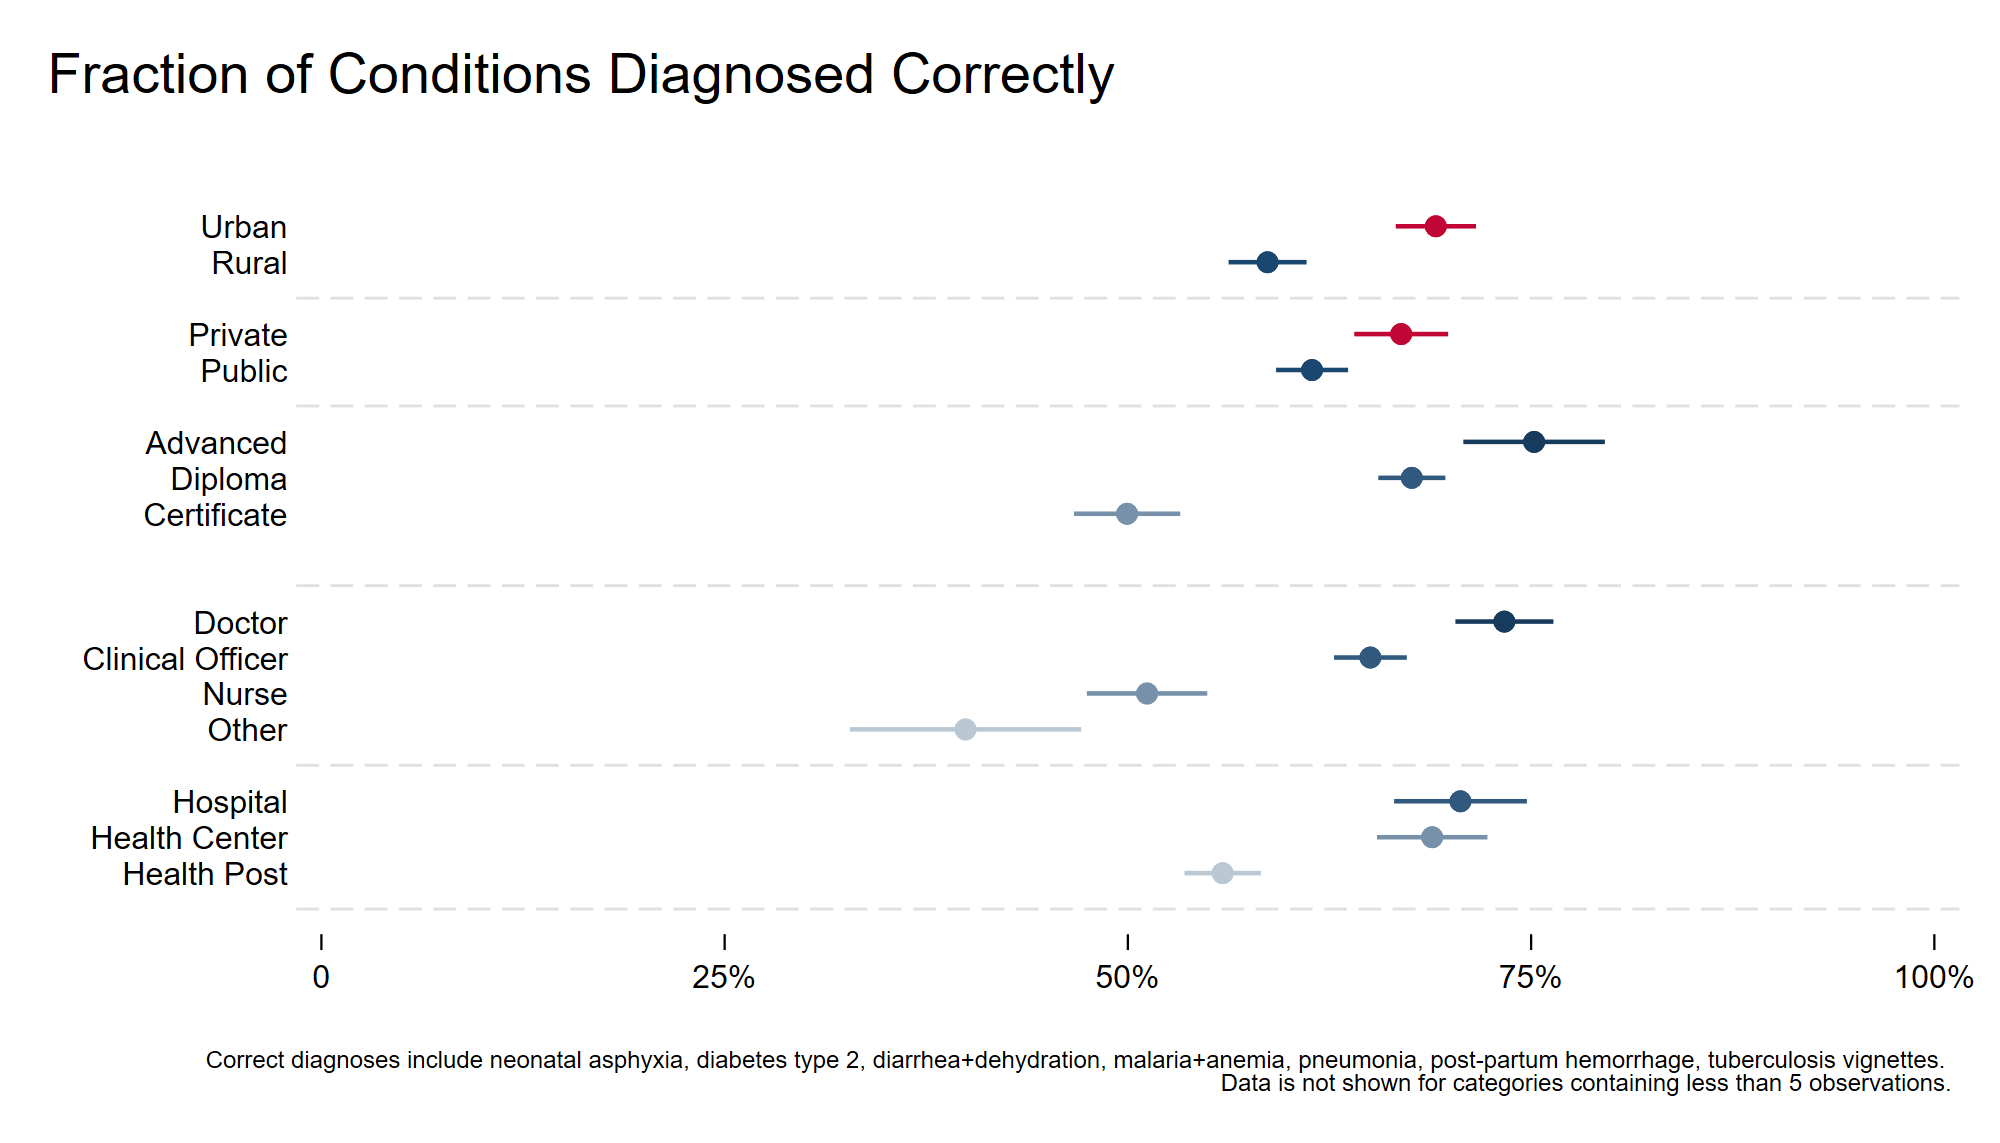 Fraction of Conditions Diagnosed Correctly
Urban
Rural
Private
Public
Advanced
Diploma
Certificate
Doctor
Clinical Officer
Nurse
Other
Hospital
Health Center
Health Post
0 25% 50% 75% 100%
Correct diagnoses include neonatal asphyxia, diabetes type 2, diarrhea+dehydration, malaria+anemia, pneumonia, post-partum hemorrhage, tuberculosis vignettes.
Data is not shown for categories containing less than 5 observations.